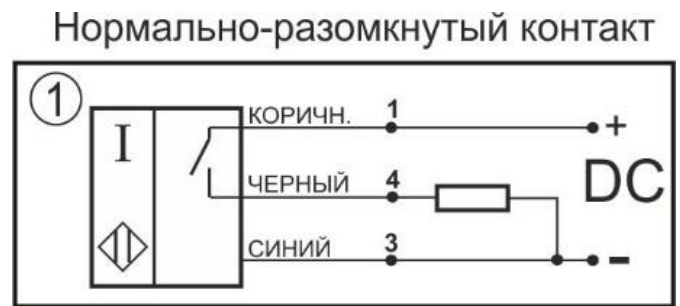 Нормально-разомкнутый контакт
1
КОРИЧН. 1 +
I
ЧЕРНЫЙ 4 DC
СИНИЙ 3 -